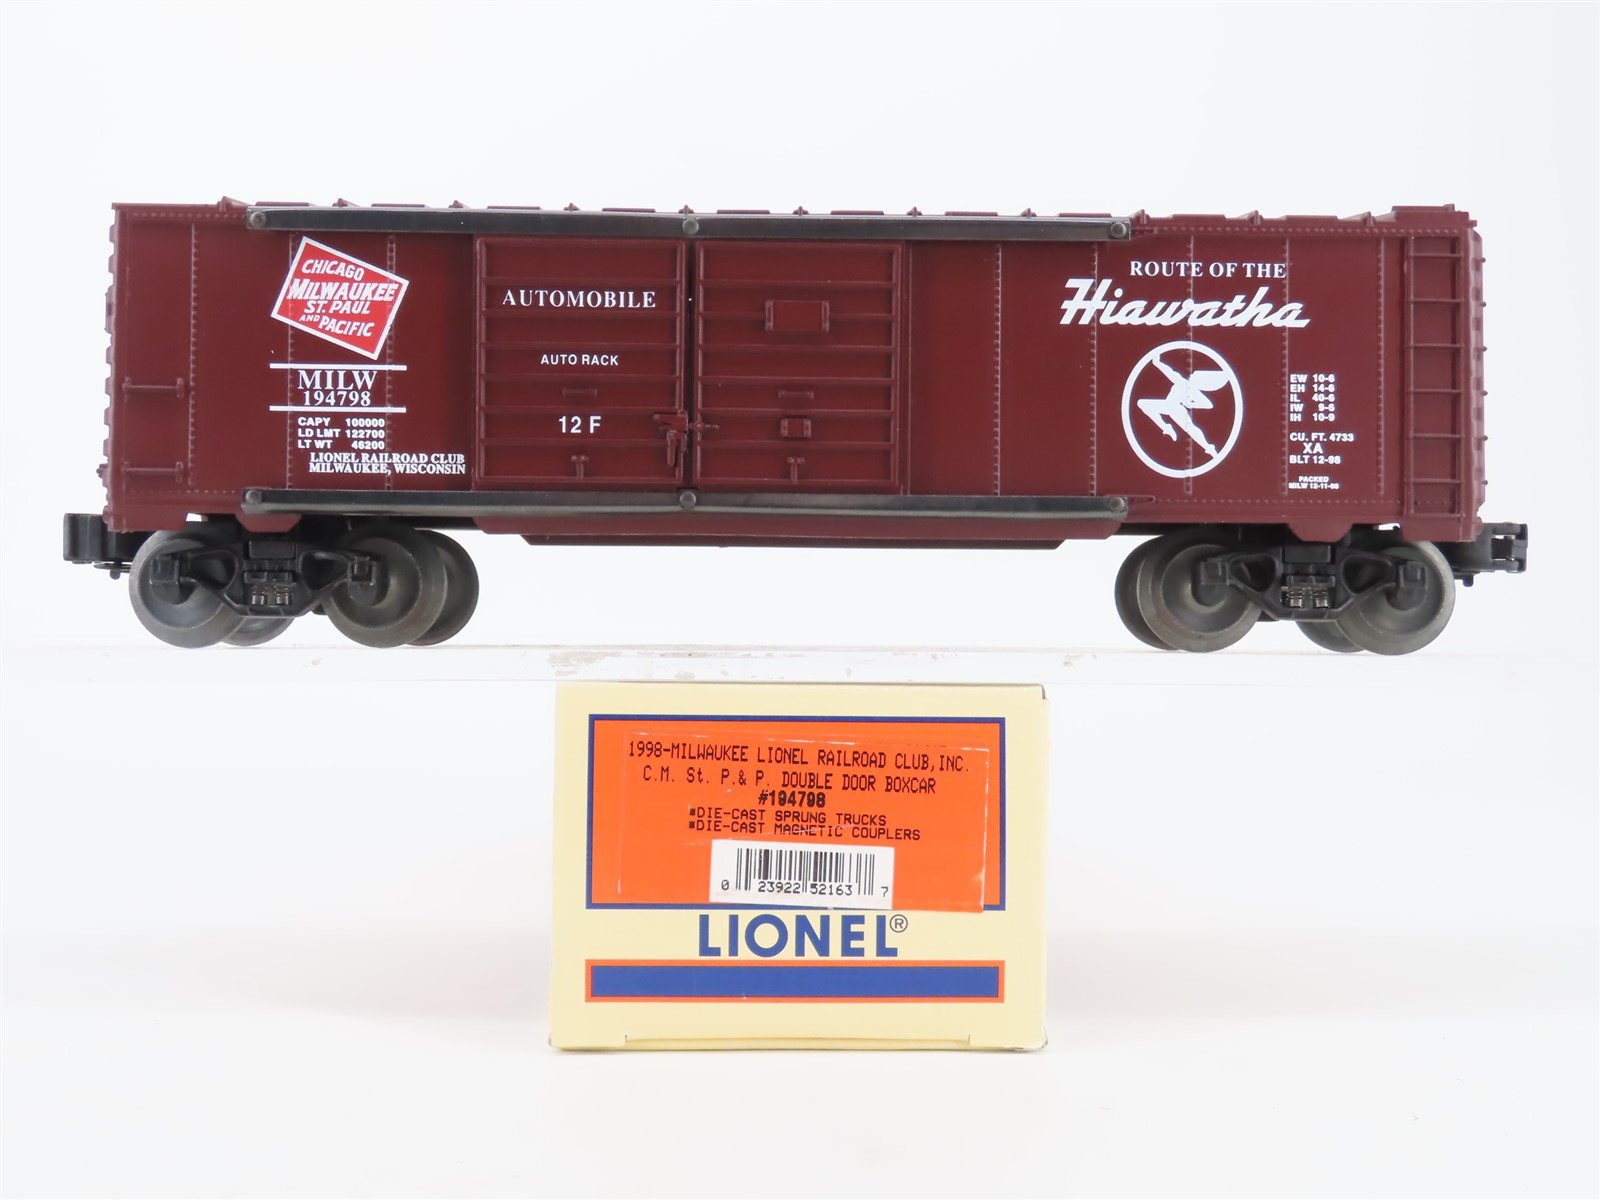 CHICAGO
MILWAUKEE
ST. PAUL
AND PACIFIC
MILW
194798
CAPY 100000
LD LMT 122700
LT WT 46200
LIONEL RAILROAD CLUB
MILWAUKEE, WISCONSIN
AUTOMOBILE
AUTO RACK
12 F
ROUTE OF THE
Hiawatha
EW 10-6
EH 14-6
IL 40-6
IW 9-6
IH 10-9
CU. FT. 4733
XA
BLT 12-98
PACKED
MILW 12-11-98
1998-MILWAUKEE LIONEL RAILROAD CLUB, INC.
C.M. St. P.& P. DOUBLE DOOR BOXCAR
#194798
*DIE-CAST SPRUNG TRUCKS
*DIE-CAST MAGNETIC COUPLERS
0 23922 52163 7
LIONEL®